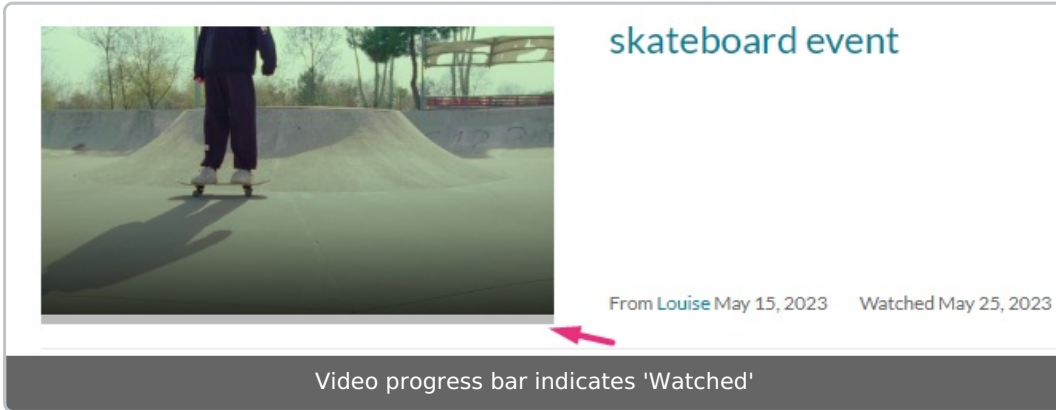 skateboard event
From Louise May 15, 2023 Watched May 25, 2023
Video progress bar indicates 'Watched'